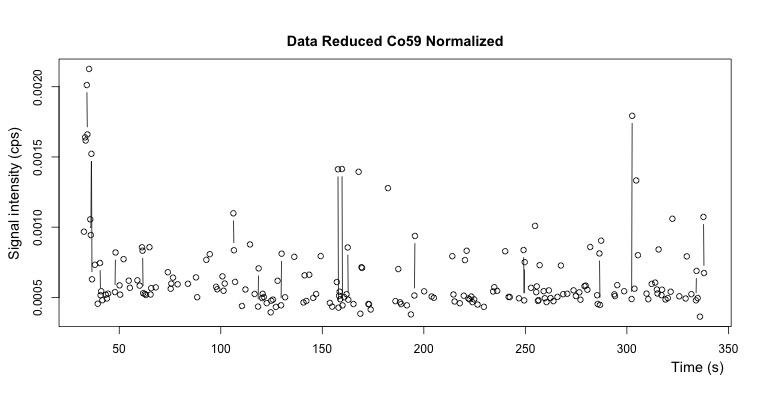 Data Reduced Co59 Normalized
Signal intensity (cps)
0.0020
0.0015
0.0010
0.0005
50 100 150 200 250 300 350
Time (s)